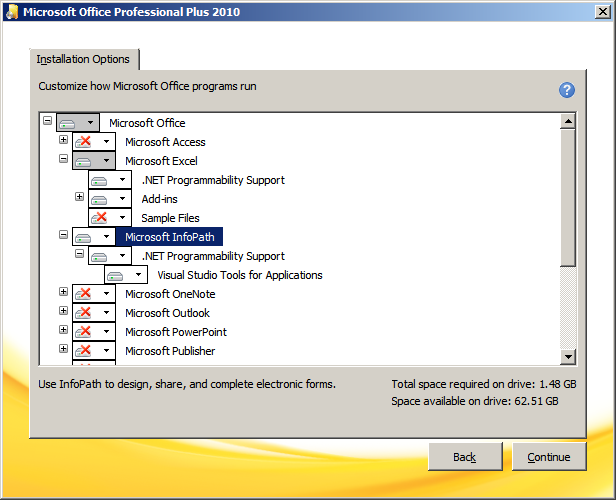 Microsoft Office Professional Plus 2010
Installation Options
Customize how Microsoft Office programs run
Microsoft Office
Microsoft Access
Microsoft Excel
.NET Programmability Support
Add-ins
Sample Files
Microsoft InfoPath
.NET Programmability Support
Visual Studio Tools for Applications
Microsoft OneNote
Microsoft Outlook
Microsoft PowerPoint
Microsoft Publisher
Use InfoPath to design, share, and complete electronic forms.
Total space required on drive: 1.48 GB
Space available on drive: 62.51 GB
Back
Continue